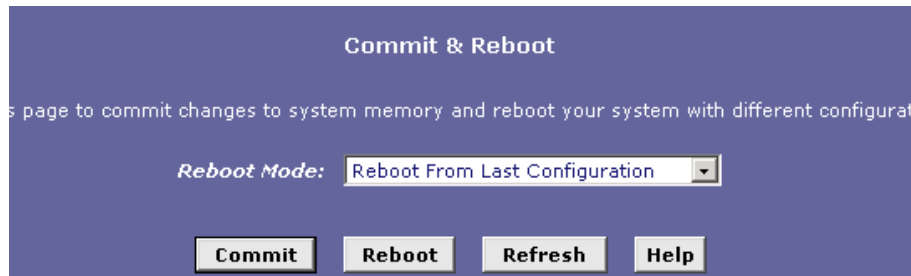 Commit & Reboot
page to commit changes to system memory and reboot your system with different
Reboot Mode: Reboot From Last Configuration
Commit Reboot Refresh Help